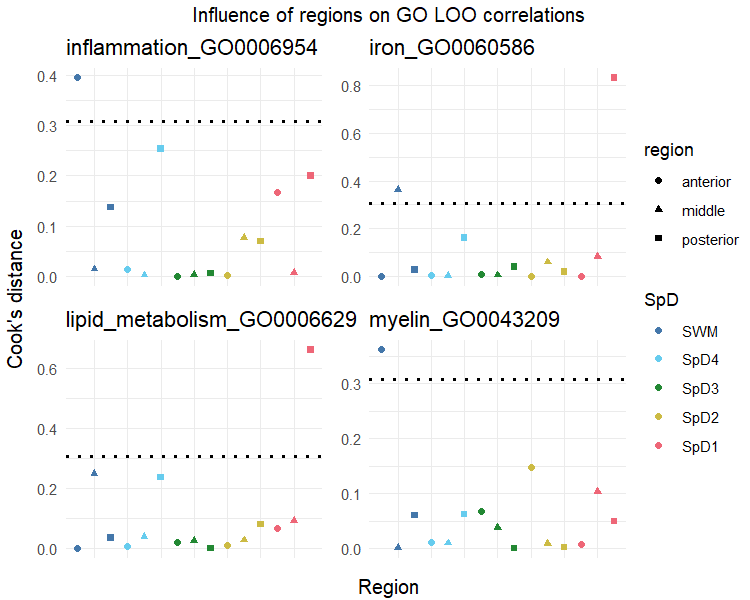 Influence of regions on GO LOO correlations
inflammation_GO0006954
iron_GO0060586
0.4
0.3
0.2
0.1
0.0
0.8
0.6
0.4
0.2
0.0
lipid_metabolism_GO0006629
myelin_GO0043209
0.6
0.4
0.2
0.0
0.3
0.2
0.1
0.0
Cook's distance
Region
region
anterior
middle
posterior
SpD
SWM
SpD4
SpD3
SpD2
SpD1